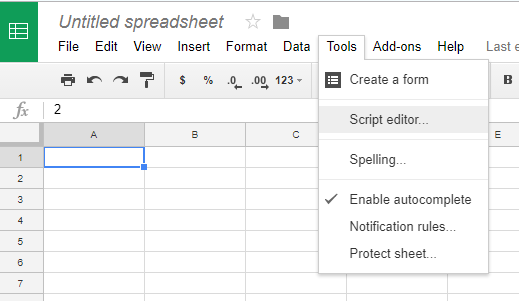 Untitled spreadsheet
File Edit View Insert Format Data Tools Add-ons Help Last e
$ % .0 .00 123 B
Create a form
Script editor...
Spelling...
Enable autocomplete
Notification rules...
Protect sheet...
fx 2
A B C E
1
2
3
4
5
6
7